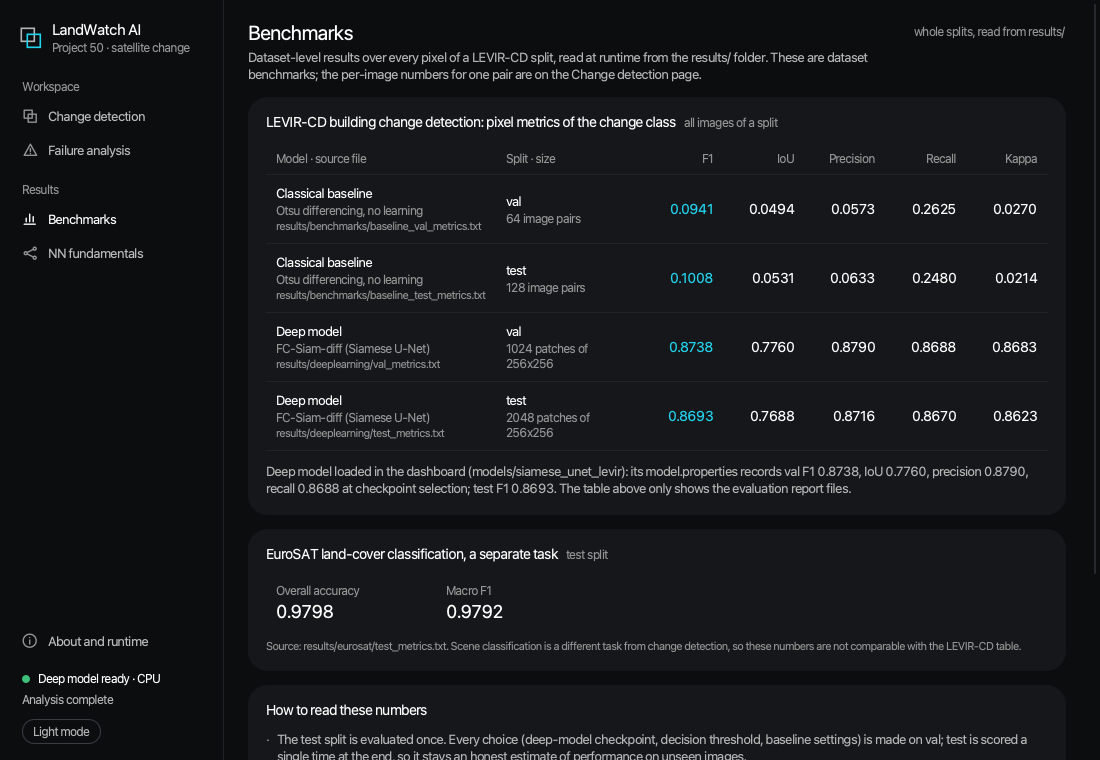 LandWatch AI
Project 50 · satellite change
Workspace
Change detection
Failure analysis
Results
Benchmarks
NN fundamentals
About and runtime
Deep model ready · CPU
Analysis complete
Light mode
Benchmarks
whole splits, read from results/
Dataset-level results over every pixel of a LEVIR-CD split, read at runtime from the results/ folder. These are dataset
benchmarks; the per-image numbers for one pair are on the Change detection page.
LEVIR-CD building change detection: pixel metrics of the change class all images of a split
Model · source file Split · size F1 IoU Precision Recall Kappa
Classical baseline
Otsu differencing, no learning
results/benchmarks/baseline_val_metrics.txt
val
64 image pairs
0.0941 0.0494 0.0573 0.2625 0.0270
Classical baseline
Otsu differencing, no learning
results/benchmarks/baseline_test_metrics.txt
test
128 image pairs
0.1008 0.0531 0.0633 0.2480 0.0214
Deep model
FC-Siam-diff (Siamese U-Net)
results/deeplearning/val_metrics.txt
val
1024 patches of
256x256
0.8738 0.7760 0.8790 0.8688 0.8683
Deep model
FC-Siam-diff (Siamese U-Net)
results/deeplearning/test_metrics.txt
test
2048 patches of
256x256
0.8693 0.7688 0.8716 0.8670 0.8623
Deep model loaded in the dashboard (models/siamese_unet_levir): its model.properties records val F1 0.8738, IoU 0.7760, precision 0.8790,
recall 0.8688 at checkpoint selection; test F1 0.8693. The table above only shows the evaluation report files.
EuroSAT land-cover classification, a separate task test split
Overall accuracy Macro F1
0.9798 0.9792
Source: results/eurosat/test_metrics.txt. Scene classification is a different task from change detection, so these numbers are not comparable with the LEVIR-CD table.
How to read these numbers
· The test split is evaluated once. Every choice (deep-model checkpoint, decision threshold, baseline settings) is made on val; test is scored a
single time at the end, so it stays an honest estimate of performance on unseen images.